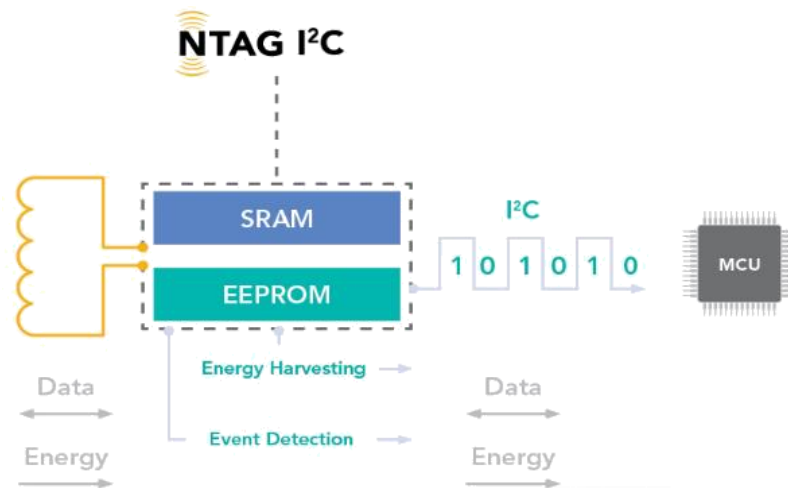 NTAG I²C
SRAM
EEPROM
I²C
1 0 1 0 1 0
MCU
Energy Harvesting
Event Detection
Data
Energy
Data
Energy